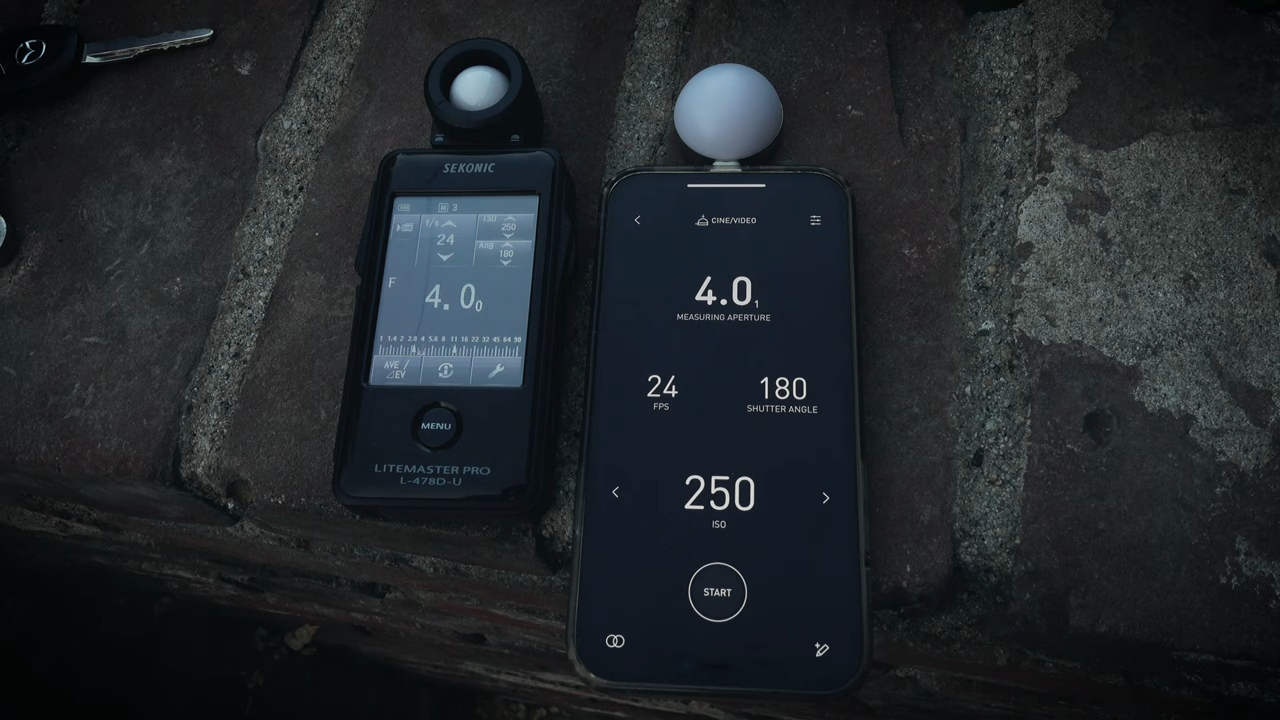 SEKONIC
M 3
f/s
24
ISO
250
Ang
180
F
4.0₀
1 1.4 2 2.8 4 5.6 8 11 16 22 32 45 64 90
AVE/⊿EV
MENU
LITEMASTER PRO
L-478D-U
CINE/VIDEO
4.0₁
MEASURING APERTURE
24
FPS
180
SHUTTER ANGLE
250
ISO
START